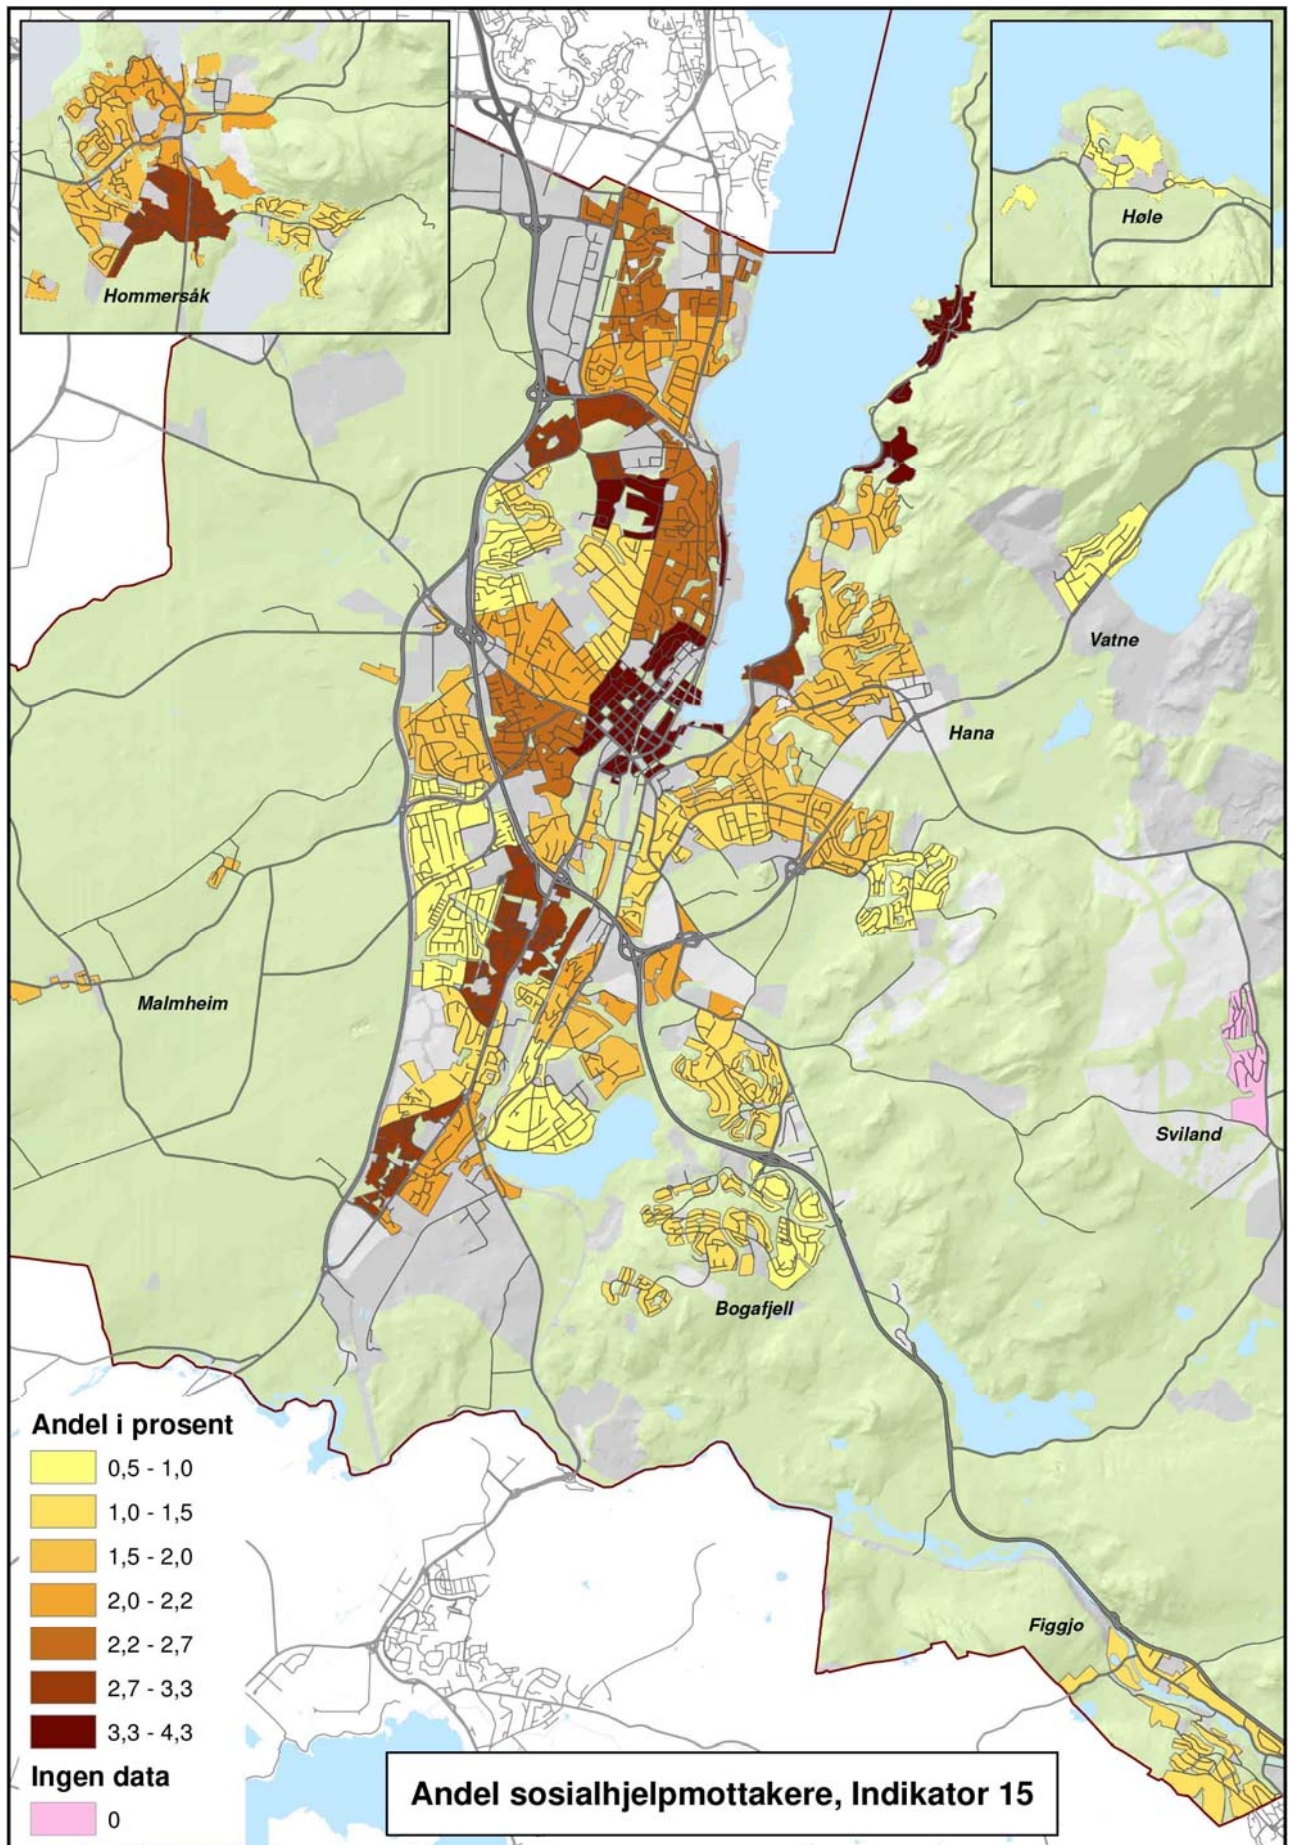 Hommersåk
Høle
Vatne
Hana
Malmheim
Sviland
Bogafjell
Figgjo
Andel i prosent
0,5 - 1,0
1,0 - 1,5
1,5 - 2,0
2,0 - 2,2
2,2 - 2,7
2,7 - 3,3
3,3 - 4,3
Ingen data
0
Andel sosialhjelpmottakere, Indikator 15